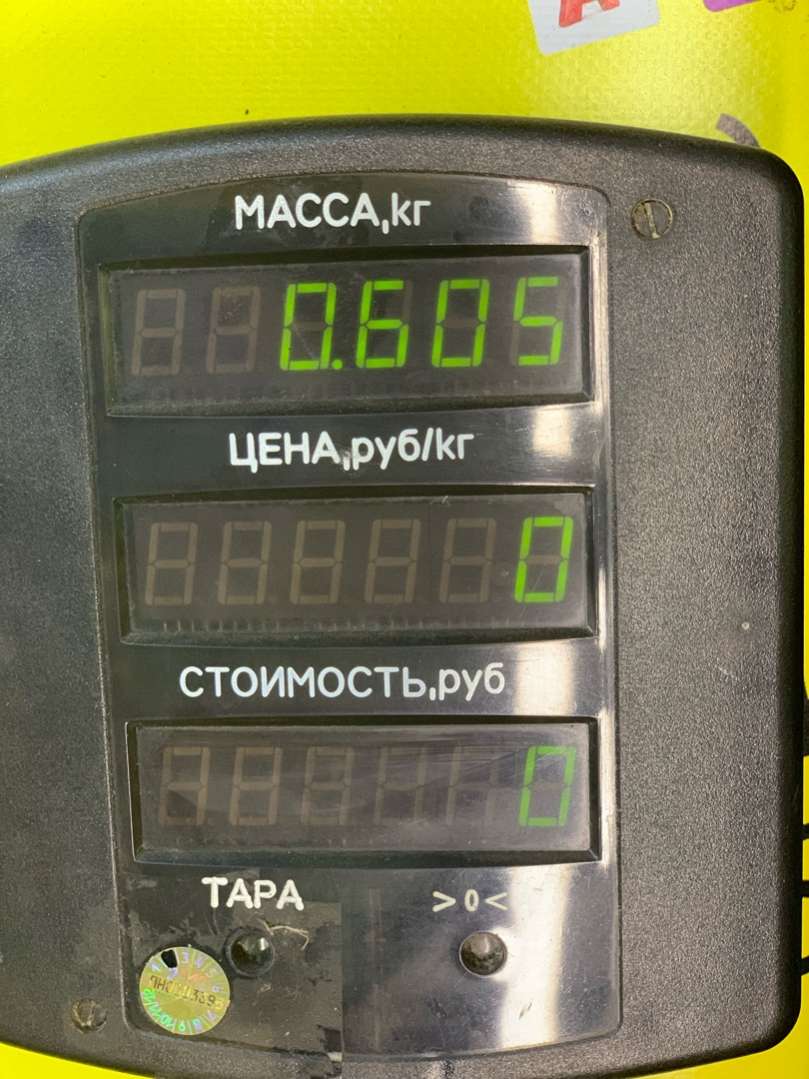 МАССА,кг
0.605
ЦЕНА,руб/кг
0
СТОИМОСТЬ,руб
0
ТАРА >0<